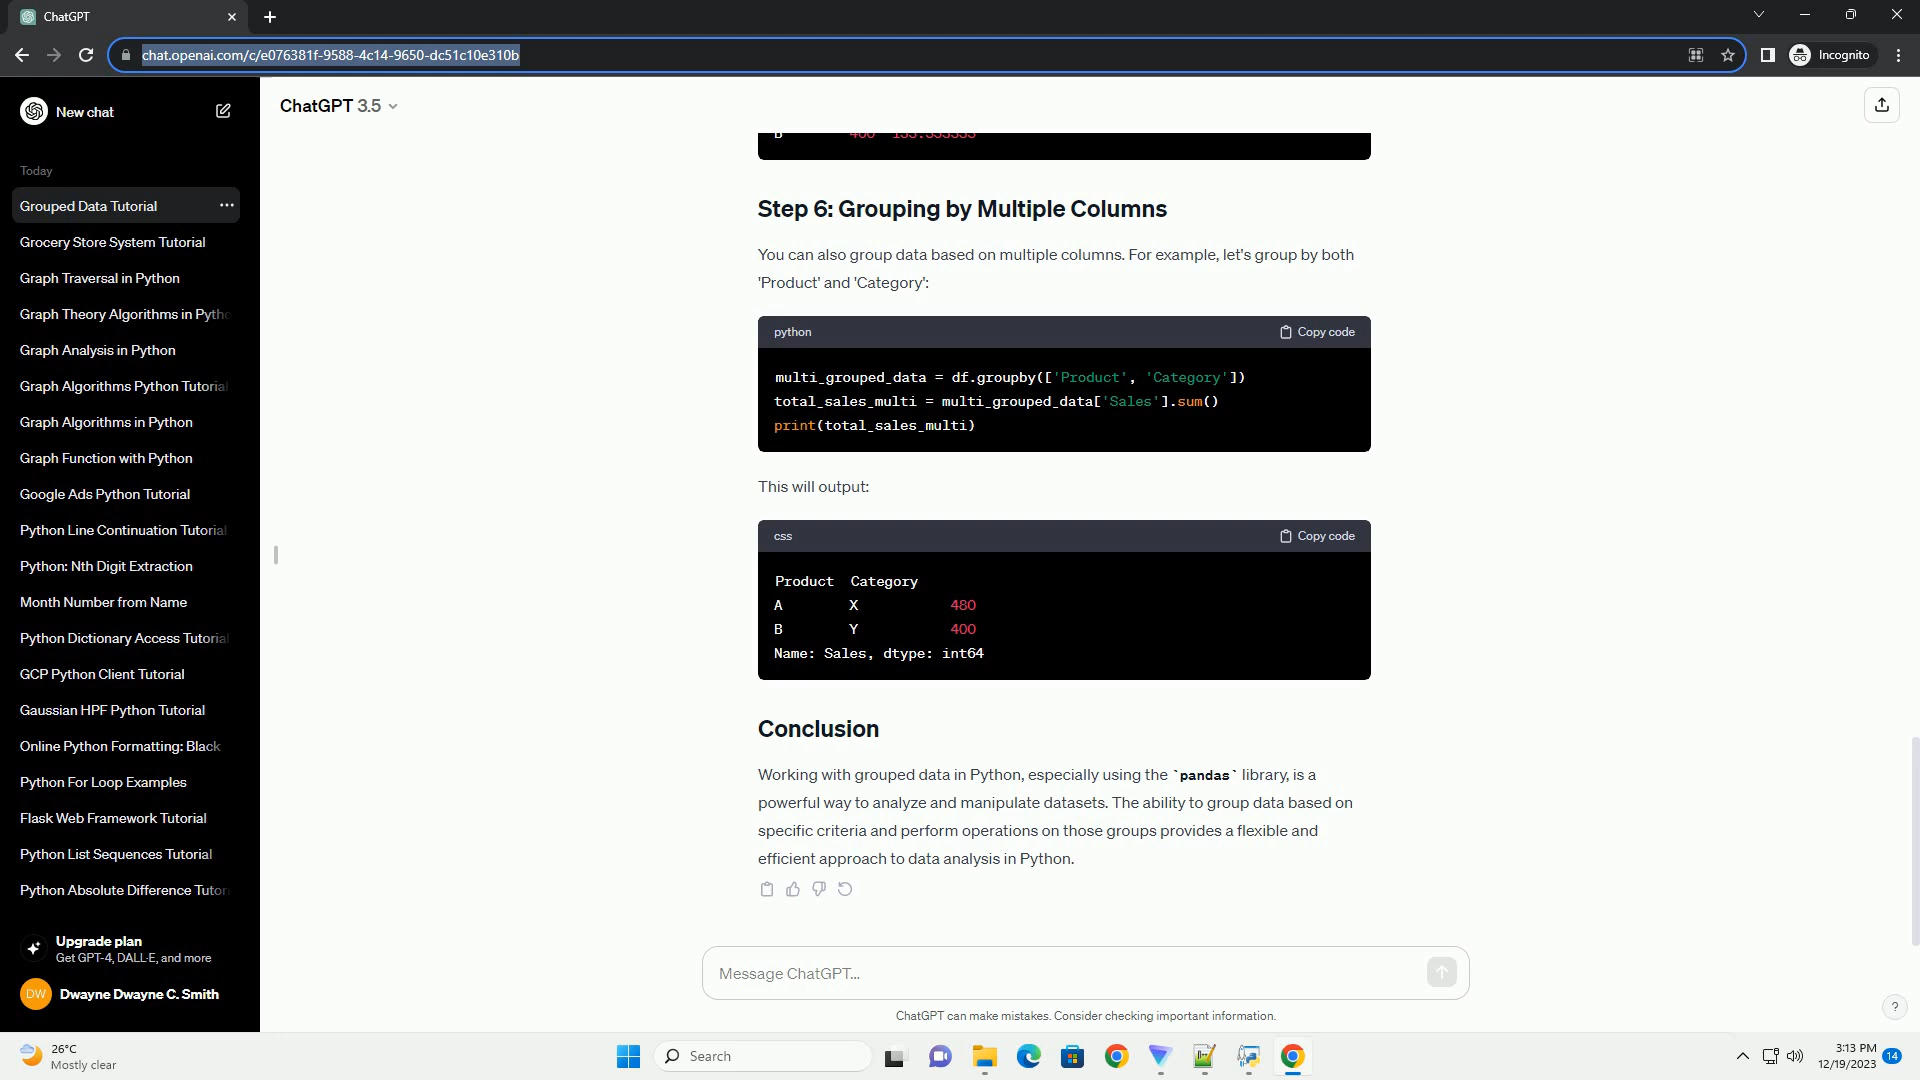 ChatGPT
chat.openai.com/c/e076381f-9588-4c14-9650-dc51c10e310b
Incognito
New chat
ChatGPT 3.5
Today
Grouped Data Tutorial
Grocery Store System Tutorial
Graph Traversal in Python
Graph Theory Algorithms in Pytho
Graph Analysis in Python
Graph Algorithms Python Tutorial
Graph Algorithms in Python
Graph Function with Python
Google Ads Python Tutorial
Python Line Continuation Tutorial
Python: Nth Digit Extraction
Month Number from Name
Python Dictionary Access Tutorial
GCP Python Client Tutorial
Gaussian HPF Python Tutorial
Online Python Formatting: Black
Python For Loop Examples
Flask Web Framework Tutorial
Python List Sequences Tutorial
Python Absolute Difference Tutor
Upgrade plan
Get GPT-4, DALL·E, and more
DW
Dwayne Dwayne C. Smith
B 400 133.333333
Step 6: Grouping by Multiple Columns
You can also group data based on multiple columns. For example, let's group by both
'Product' and 'Category':
python
Copy code
multi_grouped_data = df.groupby(['Product', 'Category'])
total_sales_multi = multi_grouped_data['Sales'].sum()
print(total_sales_multi)
This will output:
css
Copy code
Product Category
A X 480
B Y 400
Name: Sales, dtype: int64
Conclusion
Working with grouped data in Python, especially using the `pandas` library, is a
powerful way to analyze and manipulate datasets. The ability to group data based on
specific criteria and perform operations on those groups provides a flexible and
efficient approach to data analysis in Python.
Message ChatGPT...
ChatGPT can make mistakes. Consider checking important information.
?
26°C
Mostly clear
Search
3:13 PM
12/19/2023
14